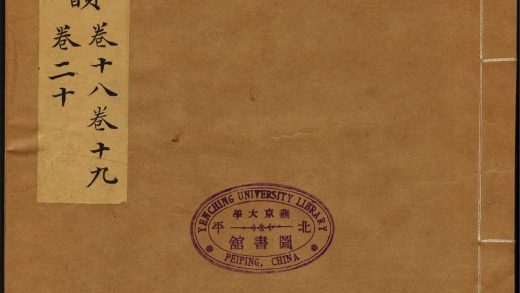 卷十八卷十九
卷二十
YENCHING UNIVERSITY LIBRARY
燕京大學
北平
圖書館
PEIPING, CHINA